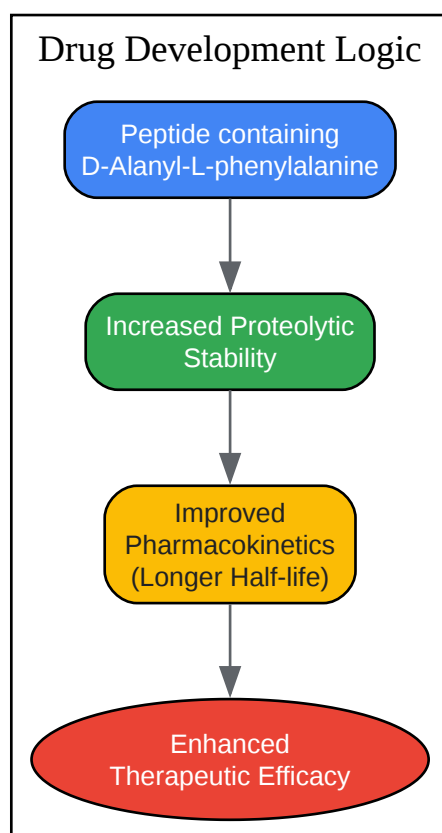 Drug Development Logic
Peptide containing
D-Alanyl-L-phenylalanine
Increased Proteolytic
Stability
Improved
Pharmacokinetics
(Longer Half-life)
Enhanced
Therapeutic Efficacy